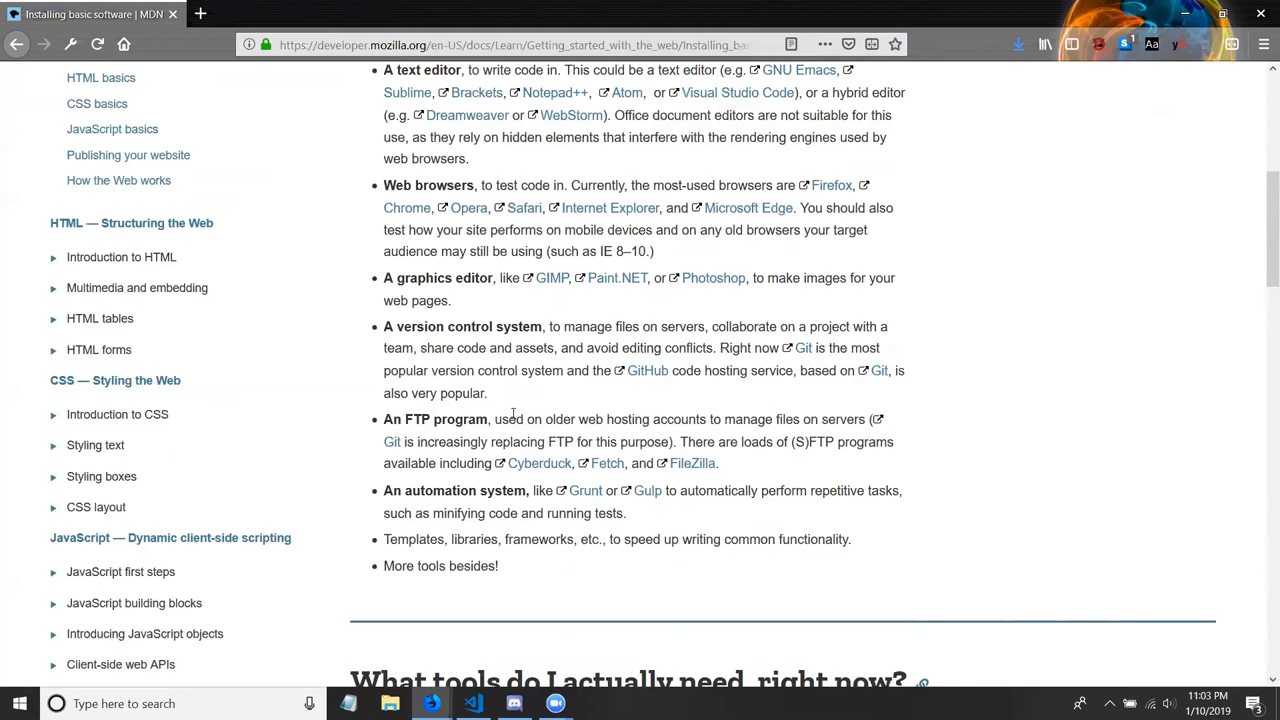 Installing basic software | MDN
https://developer.mozilla.org/en-US/docs/Learn/Getting_started_with_the_web/Installing_ba
HTML basics
CSS basics
JavaScript basics
Publishing your website
How the Web works
HTML — Structuring the Web
Introduction to HTML
Multimedia and embedding
HTML tables
HTML forms
CSS — Styling the Web
Introduction to CSS
Styling text
Styling boxes
CSS layout
JavaScript — Dynamic client-side scripting
JavaScript first steps
JavaScript building blocks
Introducing JavaScript objects
Client-side web APIs
A text editor, to write code in. This could be a text editor (e.g. GNU Emacs,
Sublime, Brackets, Notepad++, Atom, or Visual Studio Code), or a hybrid editor
(e.g. Dreamweaver or WebStorm). Office document editors are not suitable for this
use, as they rely on hidden elements that interfere with the rendering engines used by
web browsers.
Web browsers, to test code in. Currently, the most-used browsers are Firefox,
Chrome, Opera, Safari, Internet Explorer, and Microsoft Edge. You should also
test how your site performs on mobile devices and on any old browsers your target
audience may still be using (such as IE 8–10.)
A graphics editor, like GIMP, Paint.NET, or Photoshop, to make images for your
web pages.
A version control system, to manage files on servers, collaborate on a project with a
team, share code and assets, and avoid editing conflicts. Right now Git is the most
popular version control system and the GitHub code hosting service, based on Git, is
also very popular.
An FTP program, used on older web hosting accounts to manage files on servers (
Git is increasingly replacing FTP for this purpose). There are loads of (S)FTP programs
available including Cyberduck, Fetch, and FileZilla.
An automation system, like Grunt or Gulp to automatically perform repetitive tasks,
such as minifying code and running tests.
Templates, libraries, frameworks, etc., to speed up writing common functionality.
More tools besides!
What tools do I actually need, right now?
Type here to search
11:03 PM
1/10/2019
3